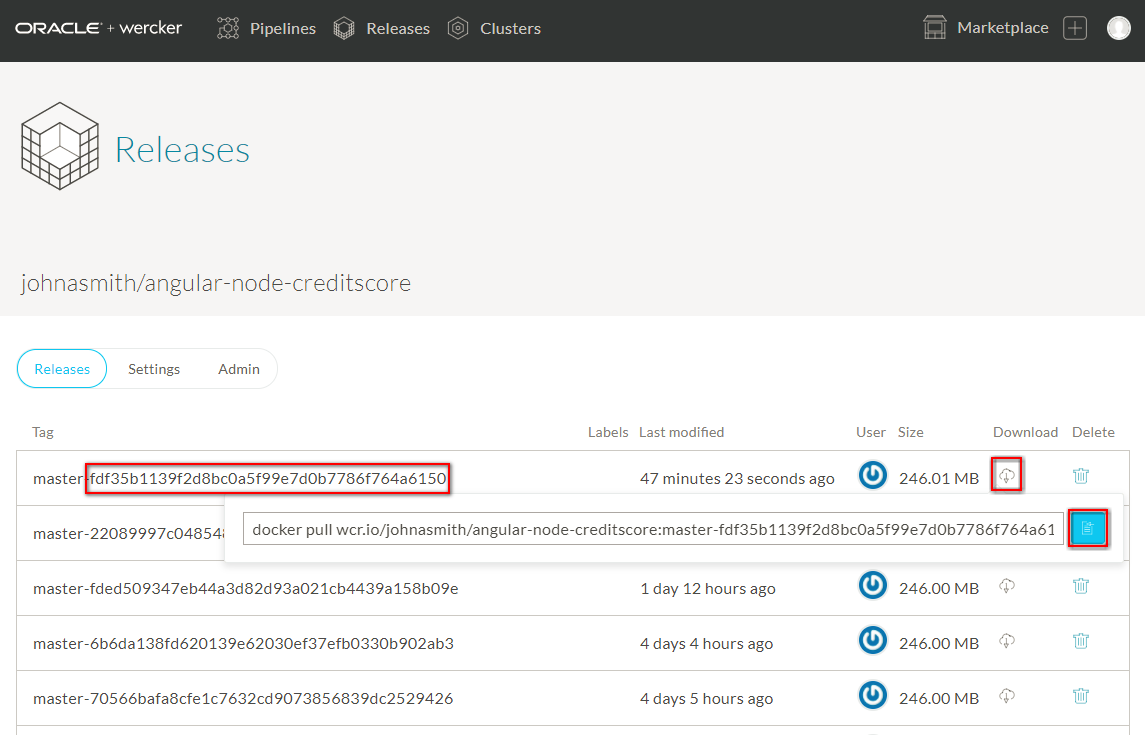 ORACLE + wercker Pipelines Releases Clusters Marketplace
Releases
johnasmith/angular-node-creditscore
Releases Settings Admin
Tag Labels Last modified User Size Download Delete
master-fdf35b1139f2d8bc0a5f99e7d0b7786f764a6150 47 minutes 23 seconds ago 246.01 MB
docker pull wcr.io/johnasmith/angular-node-creditscore:master-fdf35b1139f2d8bc0a5f99e7d0b7786f764a61
master-22089997c04854
master-fded509347eb44a3d82d93a021cb4439a158b09e 1 day 12 hours ago 246.00 MB
master-6b6da138fd620139e62030ef37efb0330b902ab3 4 days 4 hours ago 246.00 MB
master-70566bafa8cfe1c7632cd9073856839dc2529426 4 days 5 hours ago 246.00 MB